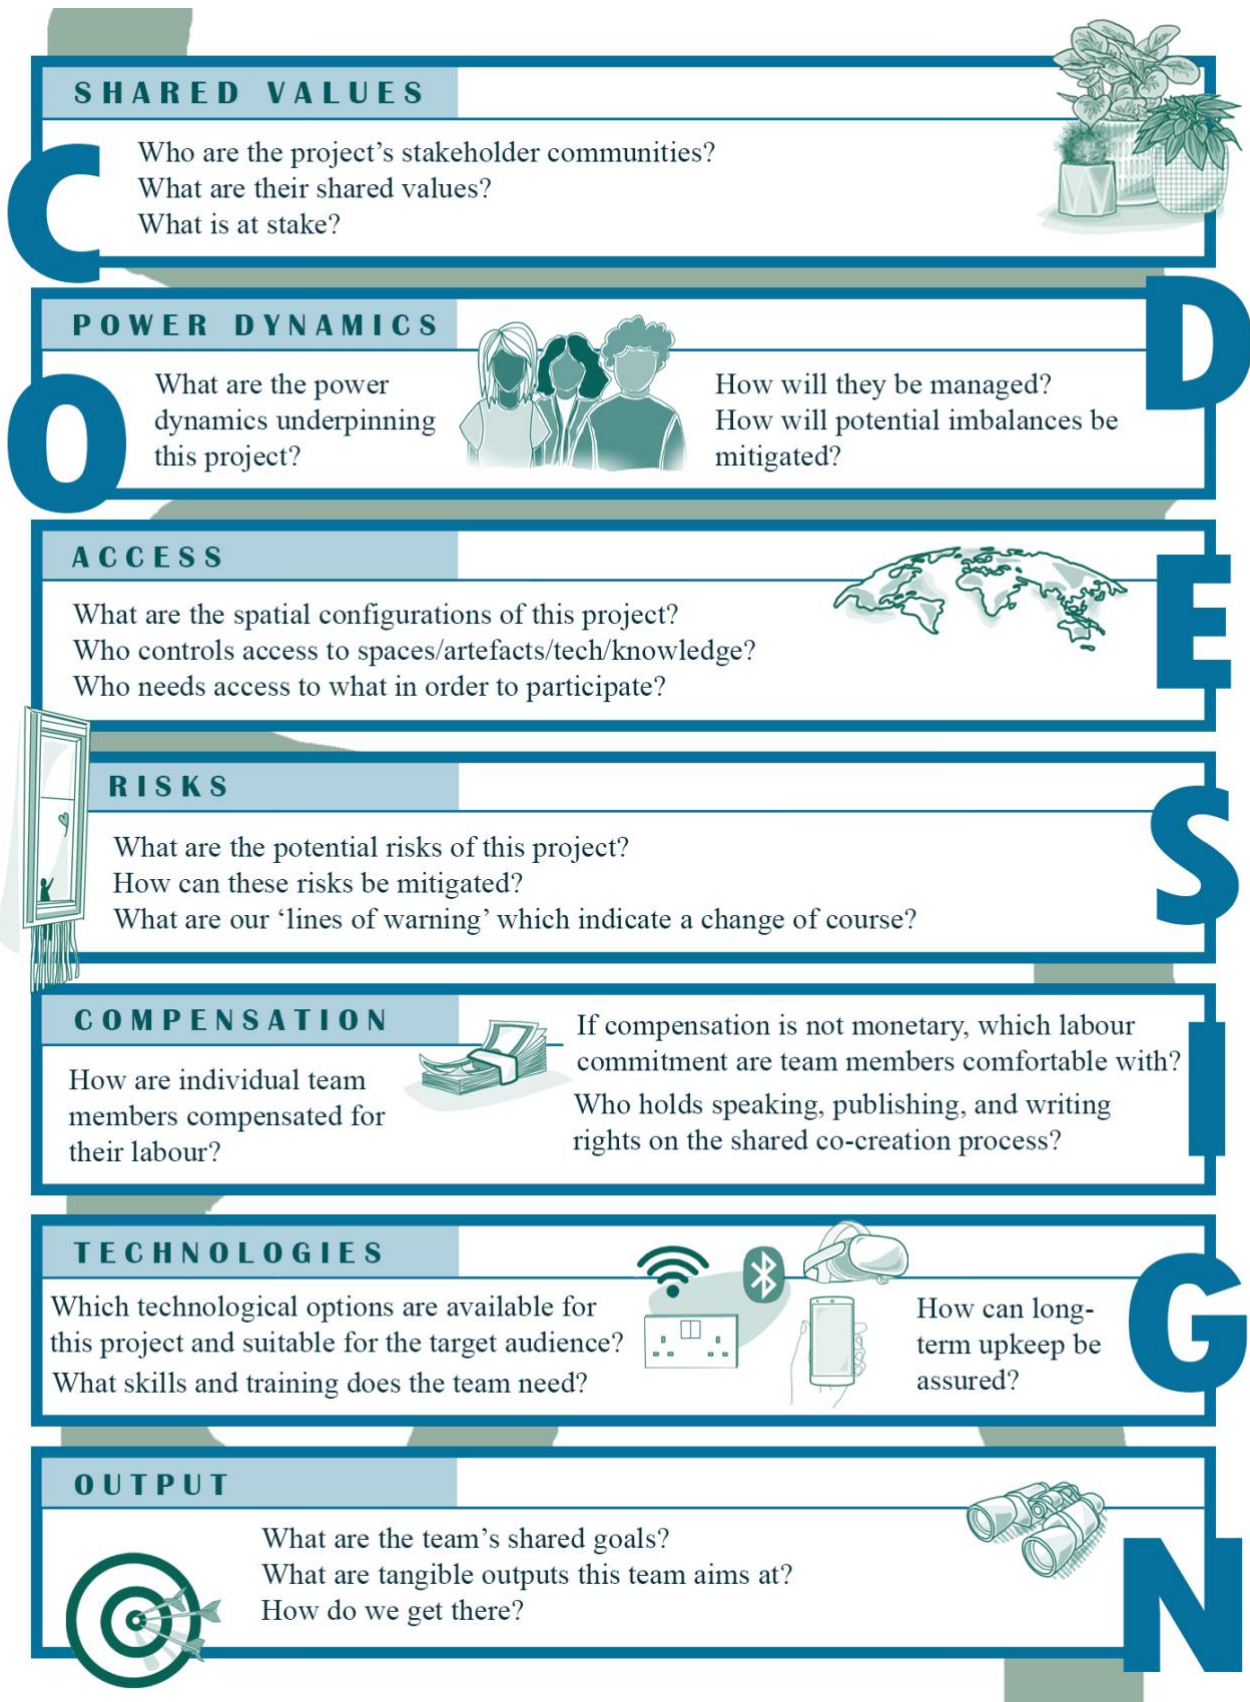 SHARED VALUES
Who are the project's stakeholder communities?
What are their shared values?
What is at stake?
C
POWER DYNAMICS
What are the power
dynamics underpinning
this project?
How will they be managed?
How will potential imbalances be
mitigated?
O
D
ACCESS
What are the spatial configurations of this project?
Who controls access to spaces/artefacts/tech/knowledge?
Who needs access to what in order to participate?
E
RISKS
What are the potential risks of this project?
How can these risks be mitigated?
What are our ‘lines of warning’ which indicate a change of course?
S
COMPENSATION
How are individual team
members compensated for
their labour?
If compensation is not monetary, which labour
commitment are team members comfortable with?
Who holds speaking, publishing, and writing
rights on the shared co-creation process?
I
TECHNOLOGIES
Which technological options are available for
this project and suitable for the target audience?
What skills and training does the team need?
How can long-
term upkeep be
assured?
G
OUTPUT
What are the team's shared goals?
What are tangible outputs this team aims at?
How do we get there?
N